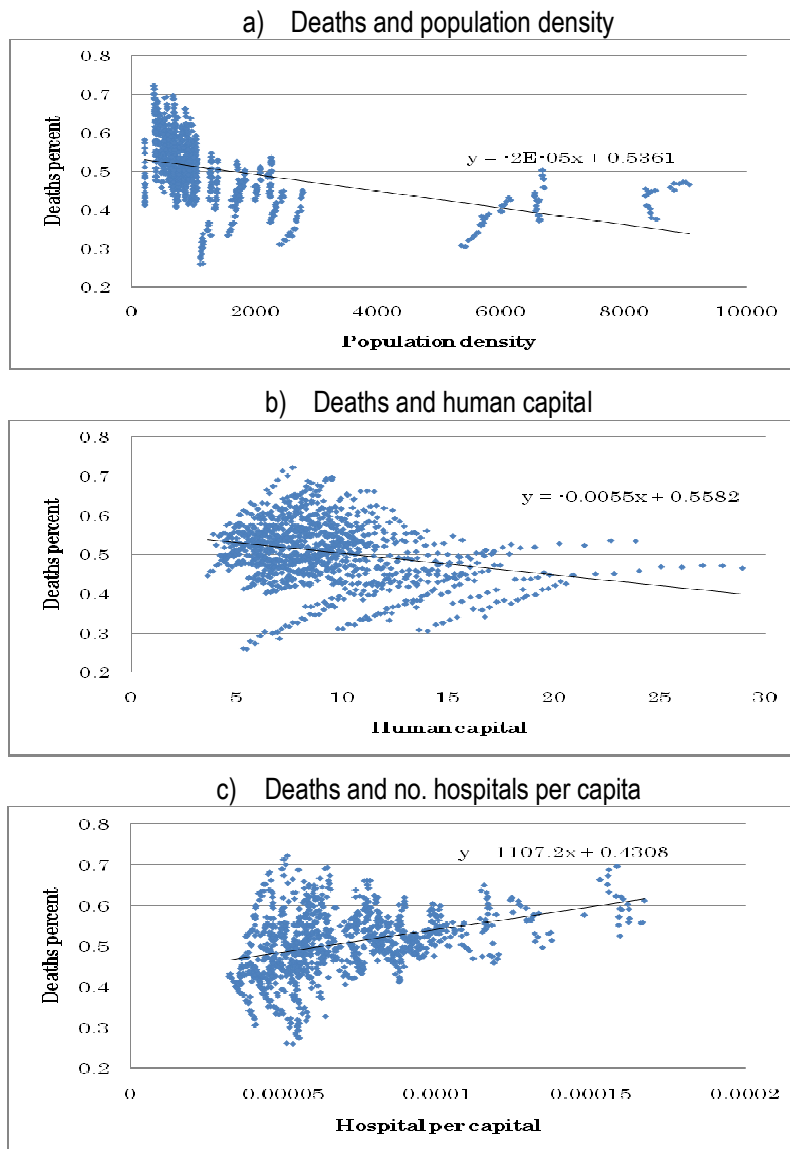 a) Deaths and population density
0.8
0.7
0.6
0.5
0.4
0.3
0.2
Deaths percent
y = -2E-05x + 0.5361
0 2000 4000 6000 8000 10000
Population density
b) Deaths and human capital
0.8
0.7
0.6
0.5
0.4
0.3
0.2
Deaths percent
y = -0.0055x + 0.5582
0 5 10 15 20 25 30
Human capital
c) Deaths and no. hospitals per capita
0.8
0.7
0.6
0.5
0.4
0.3
0.2
Deaths percent
y 1107.2x + 0.4308
0 0.00005 0.0001 0.00015 0.0002
Hospital per capital